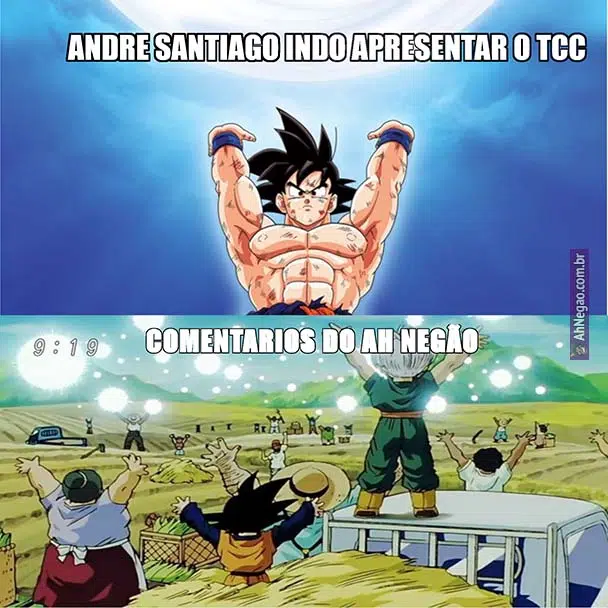 ANDRE SANTIAGO INDO APRESENTAR O TCC
AhNegao.com.br
9:19
COMENTARIOS DO AH NEGÃO